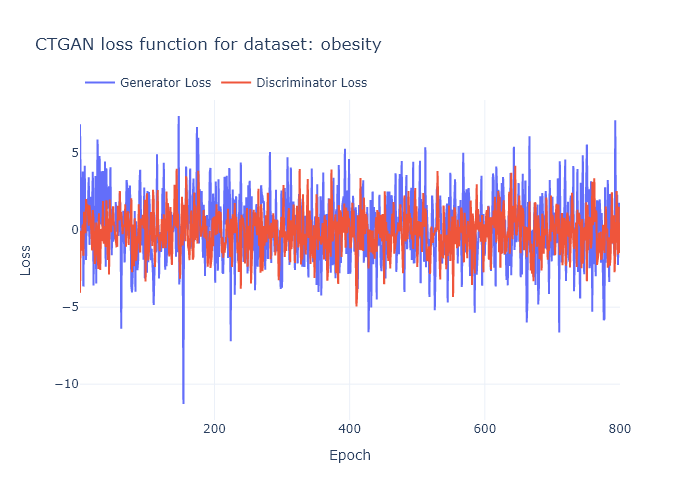 CTGAN loss function for dataset: obesity
Generator Loss
Discriminator Loss
5
0
−5
−10
Loss
200
400
600
800
Epoch